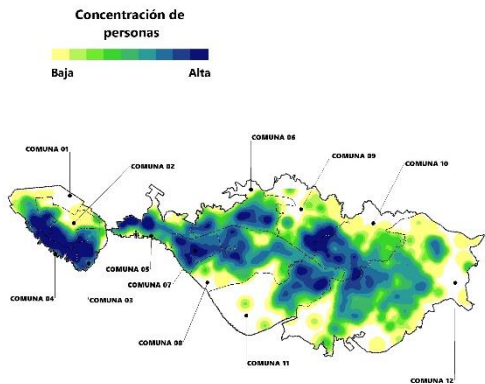 Concentración de
personas
Baja Alta
COMUNA 06
COMUNA 01
COMUNA 09
COMUNA 02
COMUNA 10
COMUNA 05
COMUNA 07
COMUNA 04
COMUNA 03
COMUNA 08
COMUNA 11
COMUNA 12